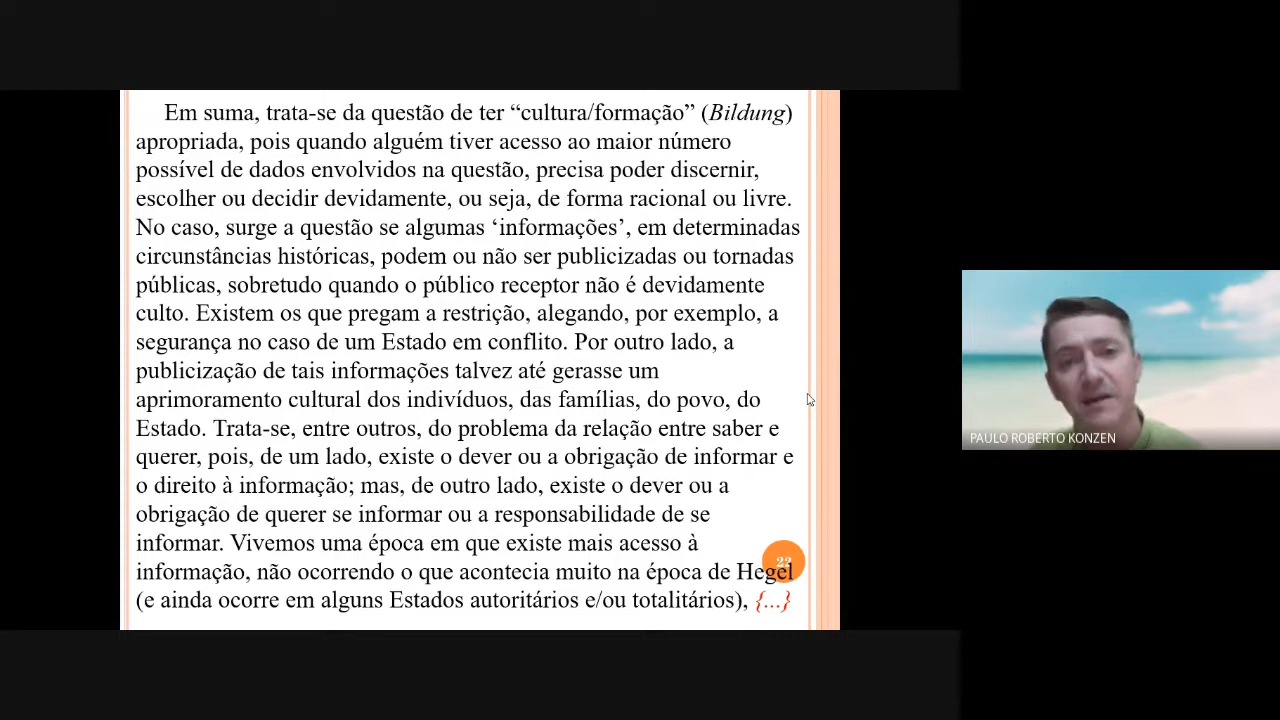 Em suma, trata-se da questão de ter “cultura/formação” (Bildung)
apropriada, pois quando alguém tiver acesso ao maior número
possível de dados envolvidos na questão, precisa poder discernir,
escolher ou decidir devidamente, ou seja, de forma racional ou livre.
No caso, surge a questão se algumas ‘informações’, em determinadas
circunstâncias históricas, podem ou não ser publicizadas ou tornadas
públicas, sobretudo quando o público receptor não é devidamente
culto. Existem os que pregam a restrição, alegando, por exemplo, a
segurança no caso de um Estado em conflito. Por outro lado, a
publicização de tais informações talvez até gerasse um
aprimoramento cultural dos indivíduos, das famílias, do povo, do
Estado. Trata-se, entre outros, do problema da relação entre saber e
querer, pois, de um lado, existe o dever ou a obrigação de informar e
o direito à informação; mas, de outro lado, existe o dever ou a
obrigação de querer se informar ou a responsabilidade de se
informar. Vivemos uma época em que existe mais acesso à
informação, não ocorrendo o que acontecia muito na época de Hegel
(e ainda ocorre em alguns Estados autoritários e/ou totalitários), {...}
22
PAULO ROBERTO KONZEN